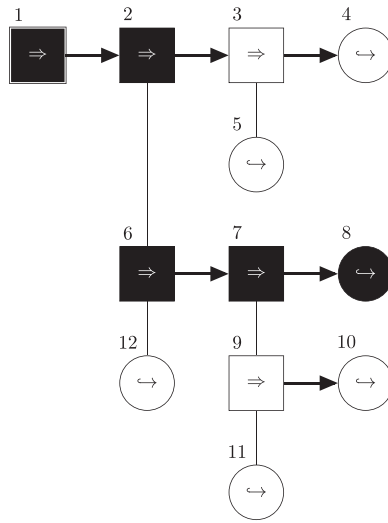 1 2 3 4
⇒ ⇒ ⇒ ↪
5
↪
6 7 8
⇒ ⇒ ↪
12 9 10
↪ ⇒ ↪
11
↪